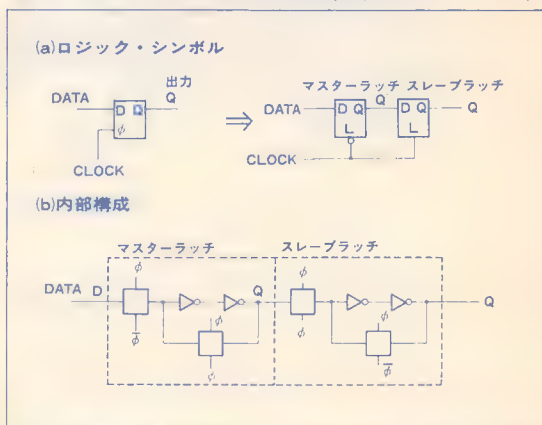 (a)ロジック・シンボル
出力
DATA
D Q
Q
φ
CLOCK
⇒
マスターラッチ スレーブラッチ
DATA
D Q
Q
D Q
Q
L
L
CLOCK
(b)内部構成
マスターラッチ
スレーブラッチ
φ
φ
DATA D
Q
Q
φ̅
φ
φ
φ
φ
φ̅